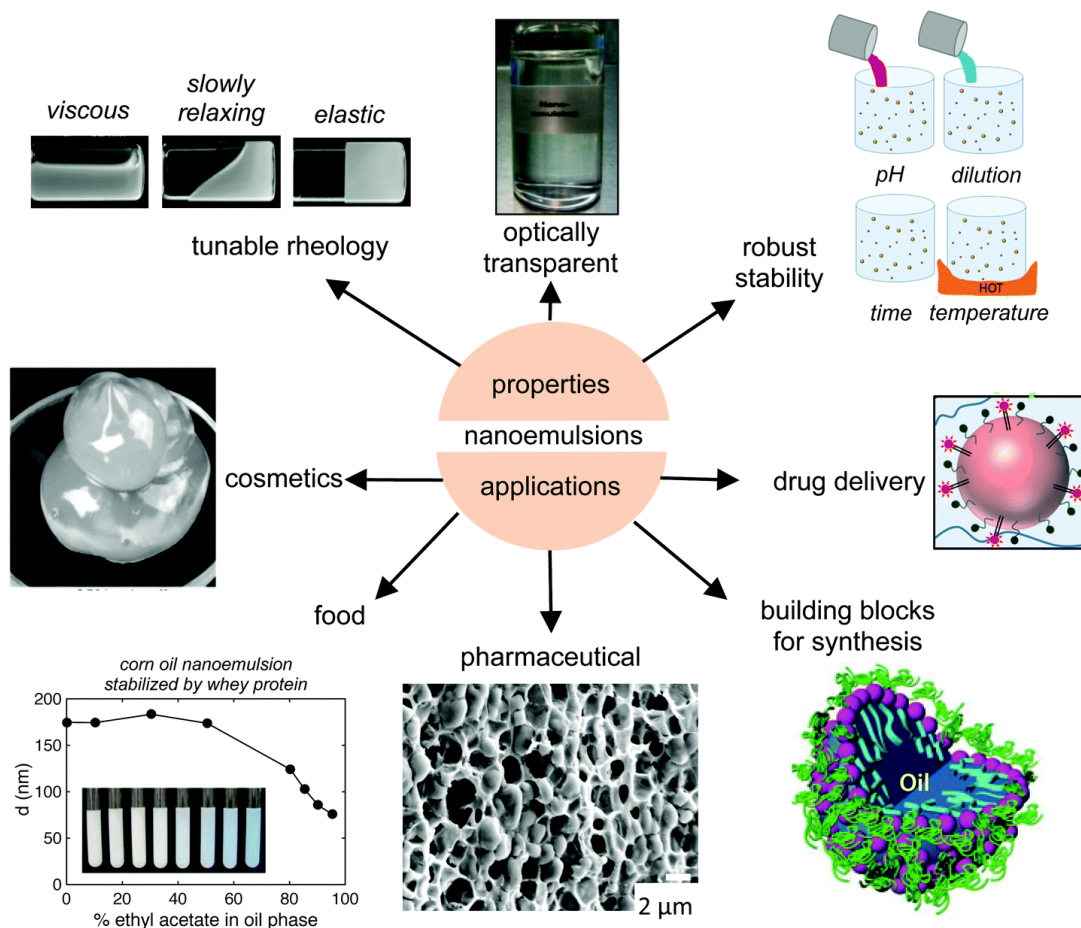 viscous
slowly
relaxing
elastic
tunable rheology
Nano-
emulsion
optically
transparent
robust
stability
pH
dilution
time
HOT
temperature
properties
nanoemulsions
applications
cosmetics
drug delivery
food
pharmaceutical
building blocks
for synthesis
corn oil nanoemulsion
stabilized by whey protein
200
150
100
50
0
d (nm)
0
20
40
60
80
100
% ethyl acetate in oil phase
2 μm
Oil